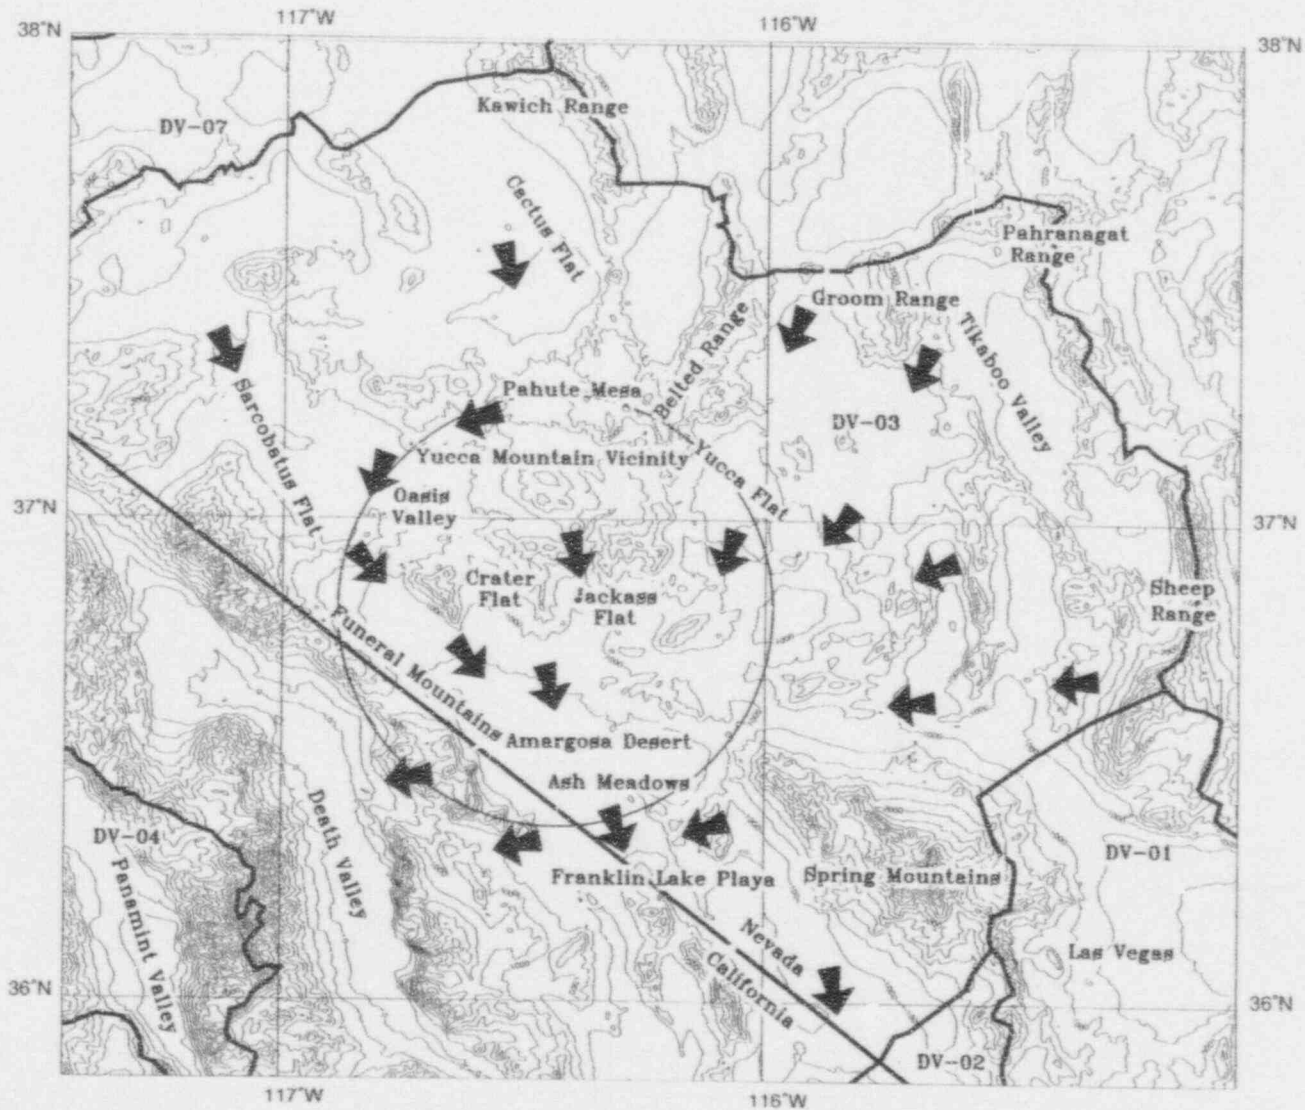 117°W
116°W
38°N
38°N
Kawich Range
DV-07
Cactus Flat
Pahranagat
Range
Groom Range
Belted Range
Tikaboo Valley
Sarcobatus Flat
Pahute Mesa
DV-03
Yucca Mountain Vicinity
Yucca Flat
Oasis
Valley
37°N
37°N
Crater
Flat
Jackass
Flat
Sheep
Range
Funeral Mountains
Amargosa Desert
Ash Meadows
Death Valley
DV-04
Panamint Valley
Franklin Lake Playa
Spring Mountains
DV-01
Nevada
California
Las Vegas
36°N
36°N
DV-02
117°W
116°W